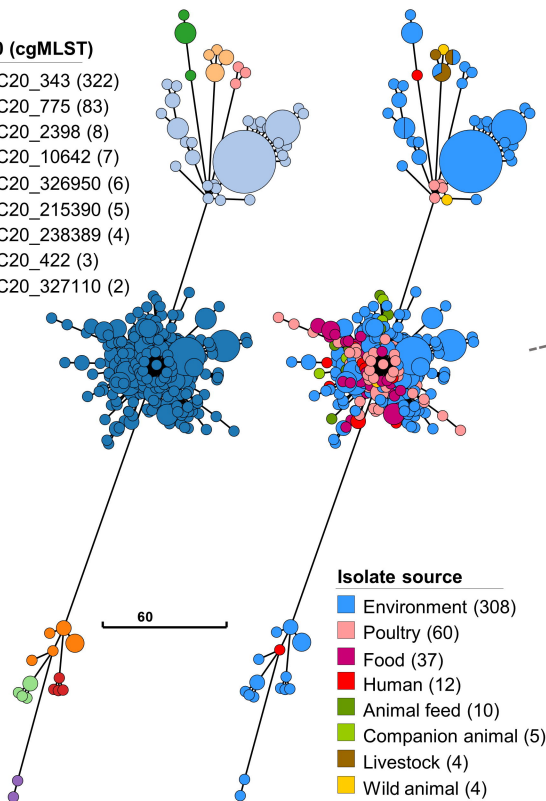 0 (cgMLST)
C20_343 (322)
C20_775 (83)
C20_2398 (8)
C20_10642 (7)
C20_326950 (6)
C20_215390 (5)
C20_238389 (4)
C20_422 (3)
C20_327110 (2)
60
Isolate source
Environment (308)
Poultry (60)
Food (37)
Human (12)
Animal feed (10)
Companion animal (5)
Livestock (4)
Wild animal (4)